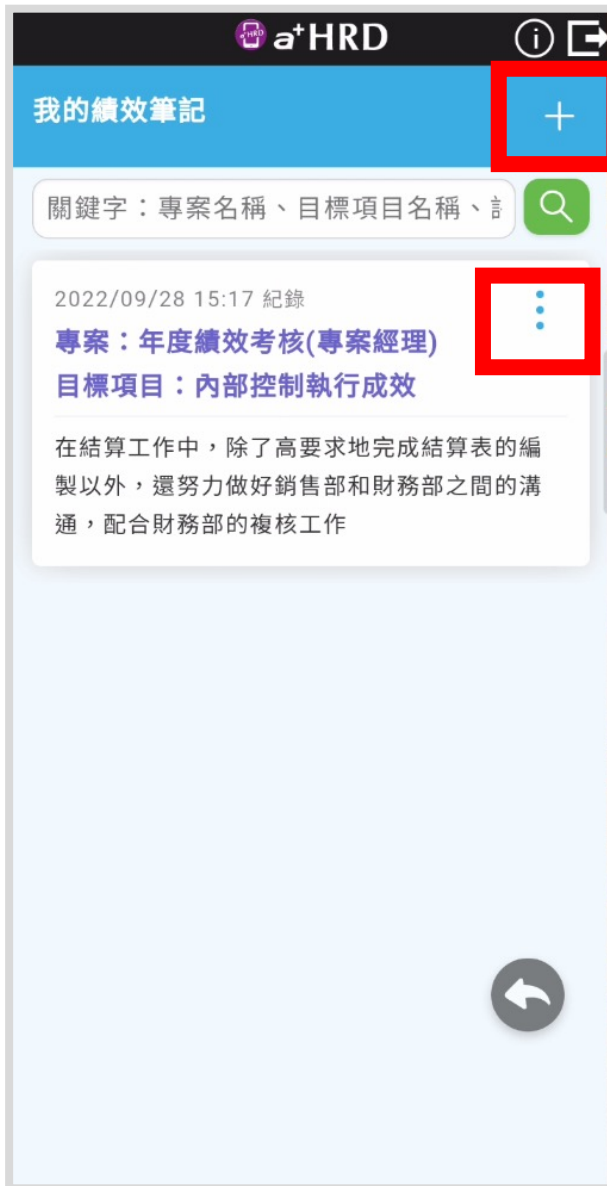 a+HRD
我的績效筆記
關鍵字：專案名稱、目標項目名稱、
2022/09/28 15:17 紀錄
專案：年度績效考核(專案經理)
目標項目：內部控制執行成效
在結算工作中，除了高要求地完成結算表的編
製以外，還努力做好銷售部和財務部之間的溝
通，配合財務部的複核工作